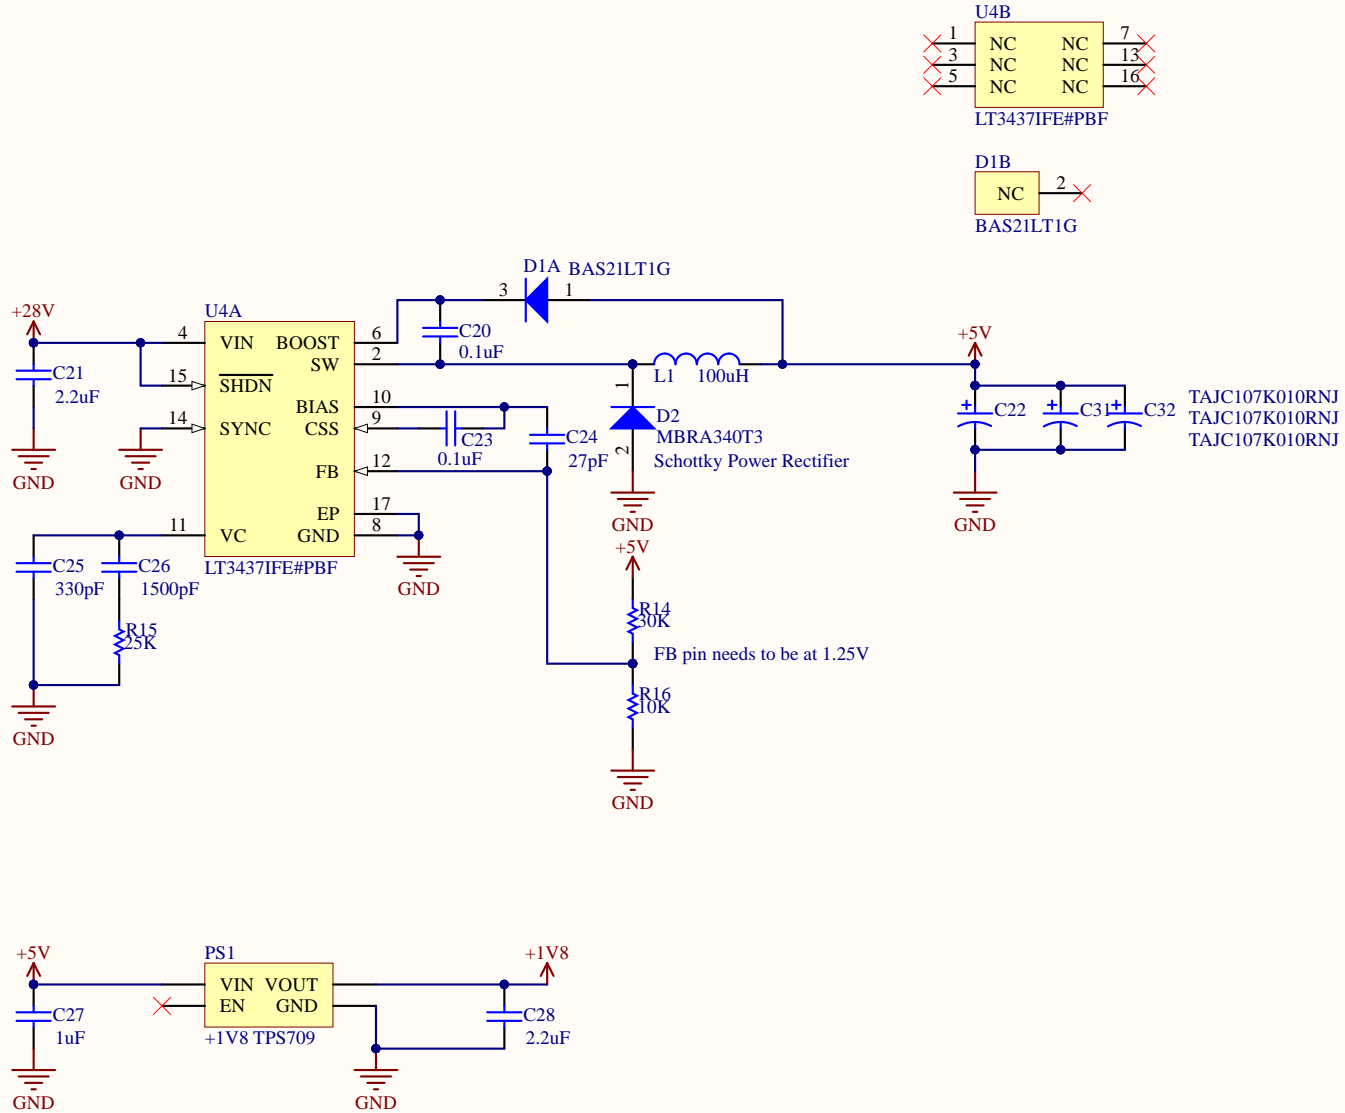 U4B
1 NC NC 7
3 NC NC 13
5 NC NC 16
LT3437IFE#PBF
D1B
NC 2
BAS21LT1G
D1A BAS21LT1G
3 1
+28V
U4A
4 VIN BOOST 6
SW 2
C20
0.1uF
+5V
C21
2.2uF
15 SHDN
L1 100uH
1
BIAS 10
14 SYNC CSS 9
C23
0.1uF
C24
27pF
D2
MBRA340T3
Schottky Power Rectifier
2
C22 C31 C32
TAJC107K010RNJ
TAJC107K010RNJ
TAJC107K010RNJ
FB 12
GND
GND
GND
GND
EP 17
11 VC GND 8
LT3437IFE#PBF
GND
+5V
C25
330pF
C26
1500pF
R15
25K
R14
30K
FB pin needs to be at 1.25V
R16
10K
GND
GND
+5V
PS1
+1V8
VIN VOUT
EN GND
+1V8 TPS709
C27
1uF
C28
2.2uF
GND
GND